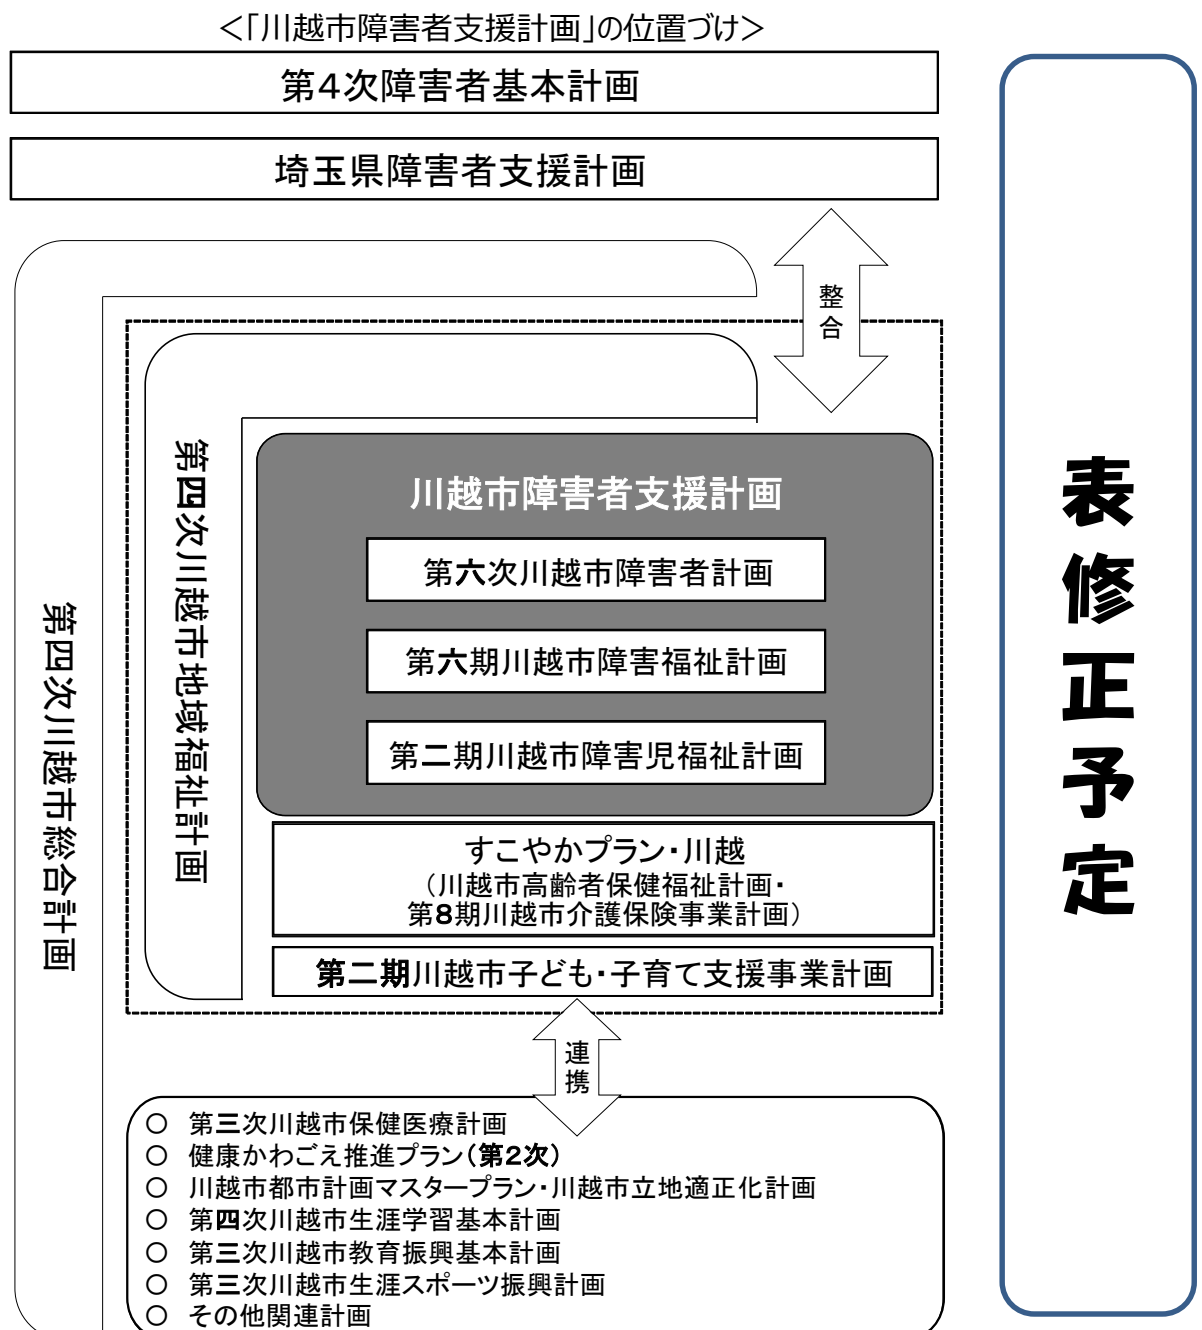 <「川越市障害者支援計画」の位置づけ>
第4次障害者基本計画
埼玉県障害者支援計画
整合
第四次川越市総合計画
第四次川越市地域福祉計画
川越市障害者支援計画
第六次川越市障害者計画
第六期川越市障害福祉計画
第二期川越市障害児福祉計画
すこやかプラン・川越
（川越市高齢者保健福祉計画・
第8期川越市介護保険事業計画）
第二期川越市子ども・子育て支援事業計画
連携
○ 第三次川越市保健医療計画
○ 健康かわごえ推進プラン（第2次）
○ 川越市都市計画マスタープラン・川越市立地適正化計画
○ 第四次川越市生涯学習基本計画
○ 第三次川越市教育振興基本計画
○ 第三次川越市生涯スポーツ振興計画
○ その他関連計画
表修正予定